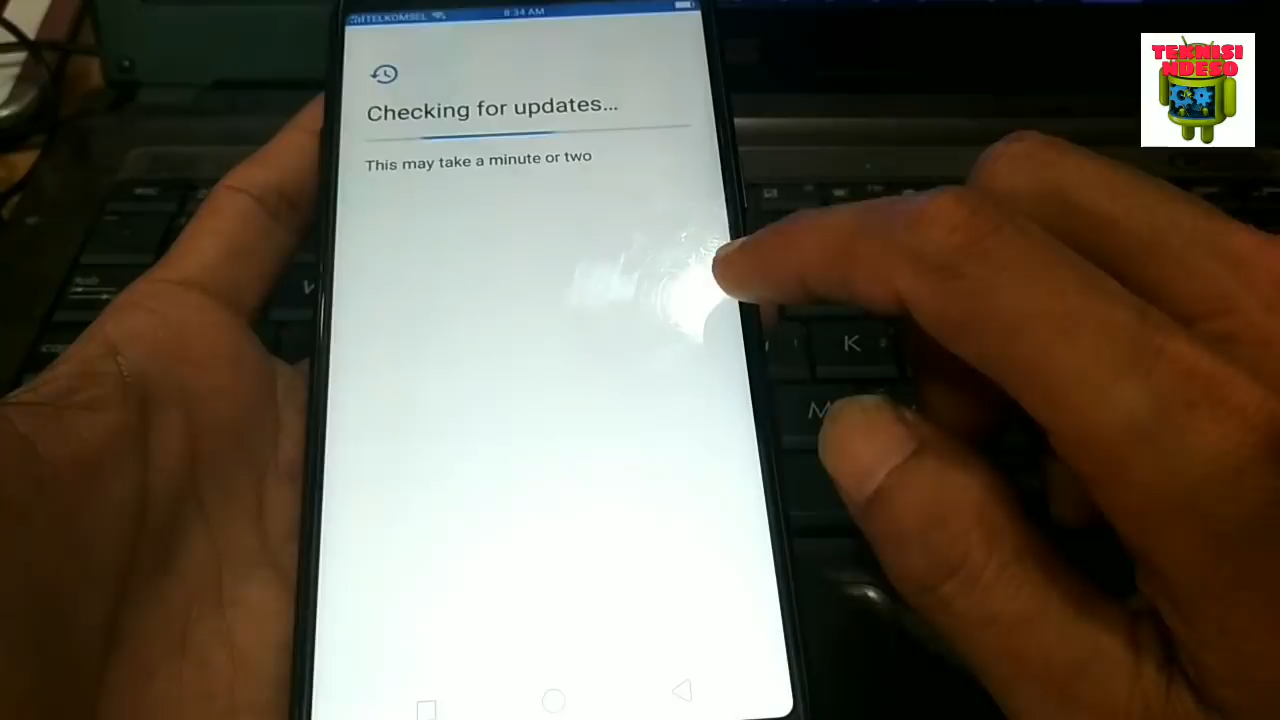 TELKOMSEL 8:34 AM
TEKNISI
NDESO
Checking for updates...
This may take a minute or two
V
K
M